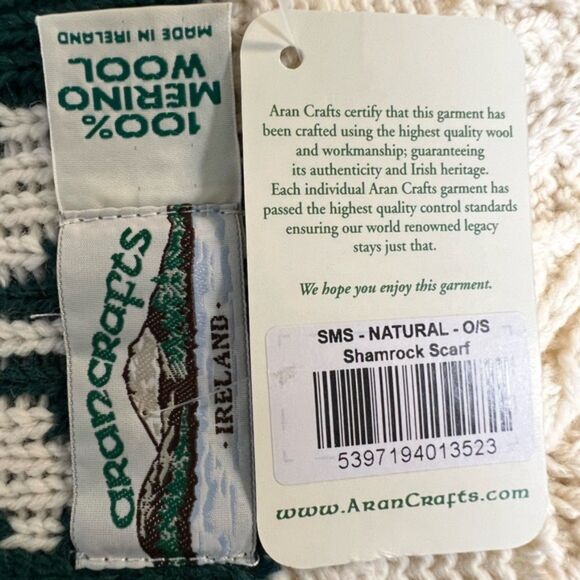 100%
MERINO
WOOL
MADE IN IRELAND
arancrafts
· IRELAND ·
Aran Crafts certify that this garment has
been crafted using the highest quality wool
and workmanship; guaranteeing
its authenticity and Irish heritage.
Each individual Aran Crafts garment has
passed the highest quality control standards
ensuring our world renowned legacy
stays just that.
We hope you enjoy this garment.
SMS - NATURAL - O/S
Shamrock Scarf
5397194013523
www.AranCrafts.com